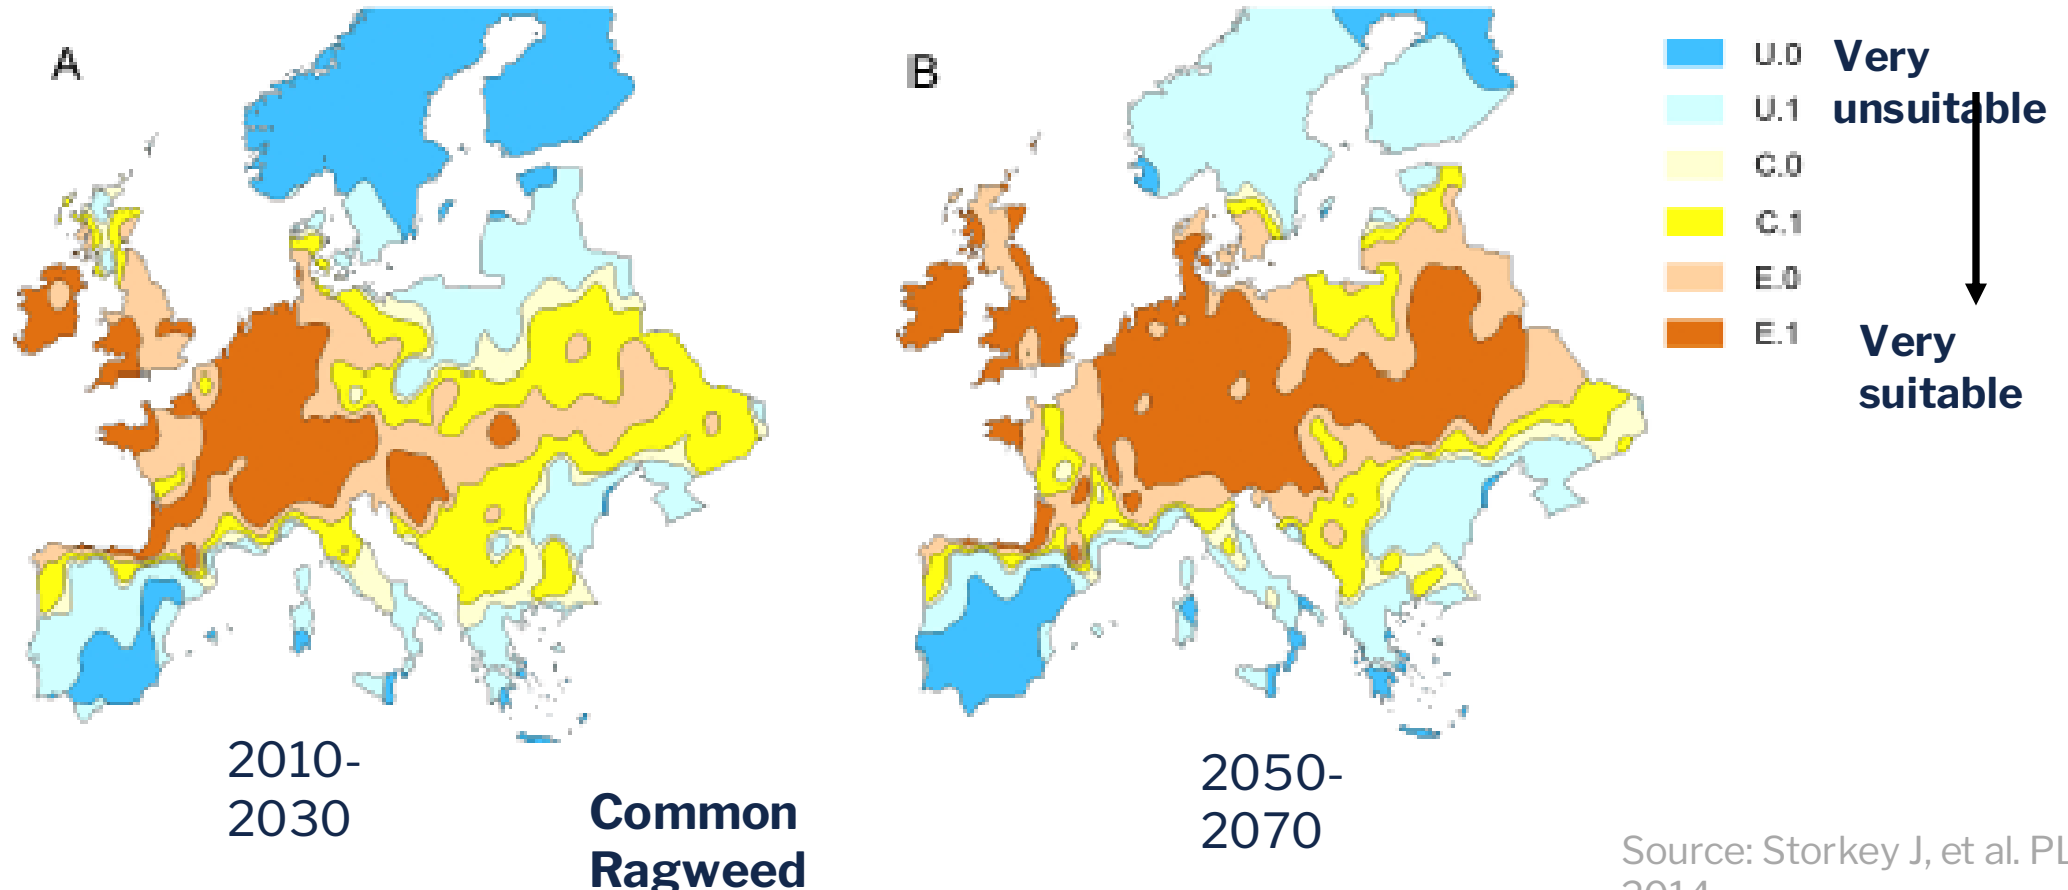 A
B
U.0
U.1
C.0
C.1
E.0
E.1
Very
unsuitable
Very
suitable
2010-
2030
2050-
2070
Common
Ragweed
Source: Storkey J, et al. PL
2014